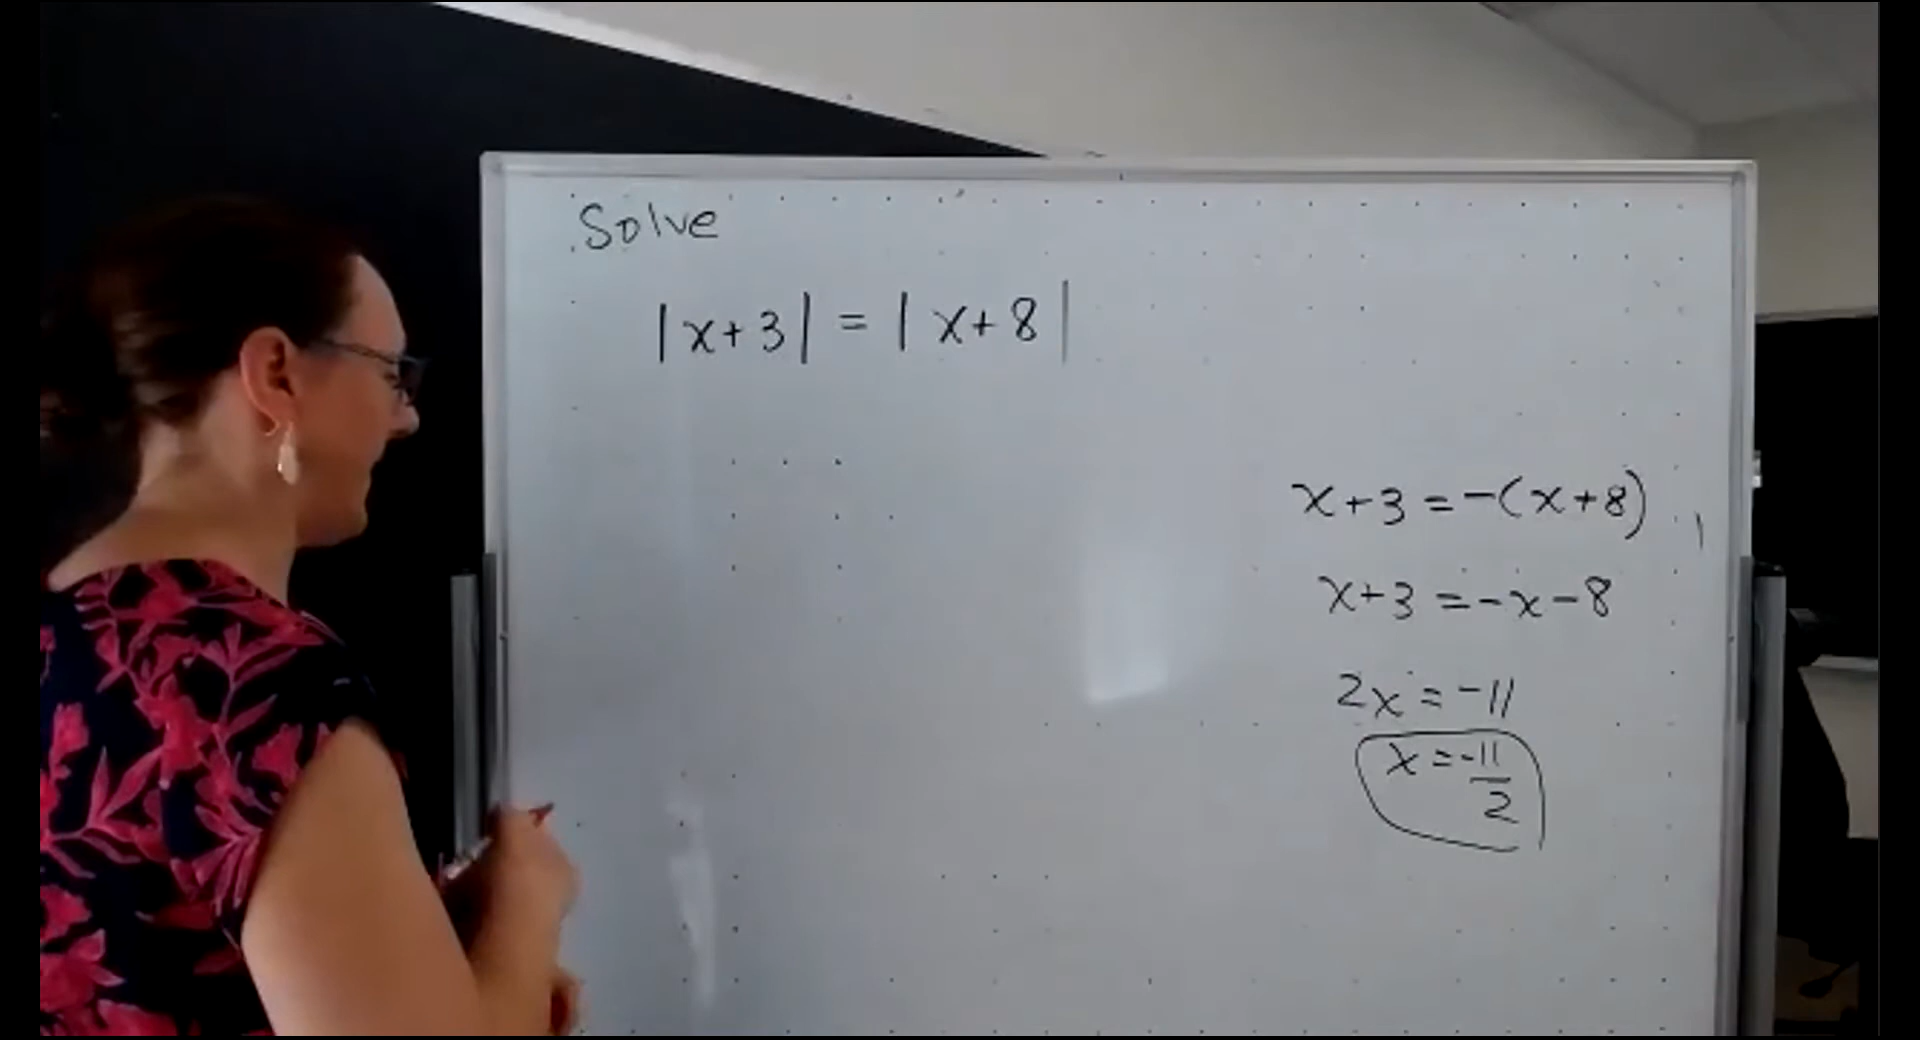 Solve
|x+3| = |x+8|
x+3 = -(x+8)
x+3 = -x-8
2x = -11
x = -11/2